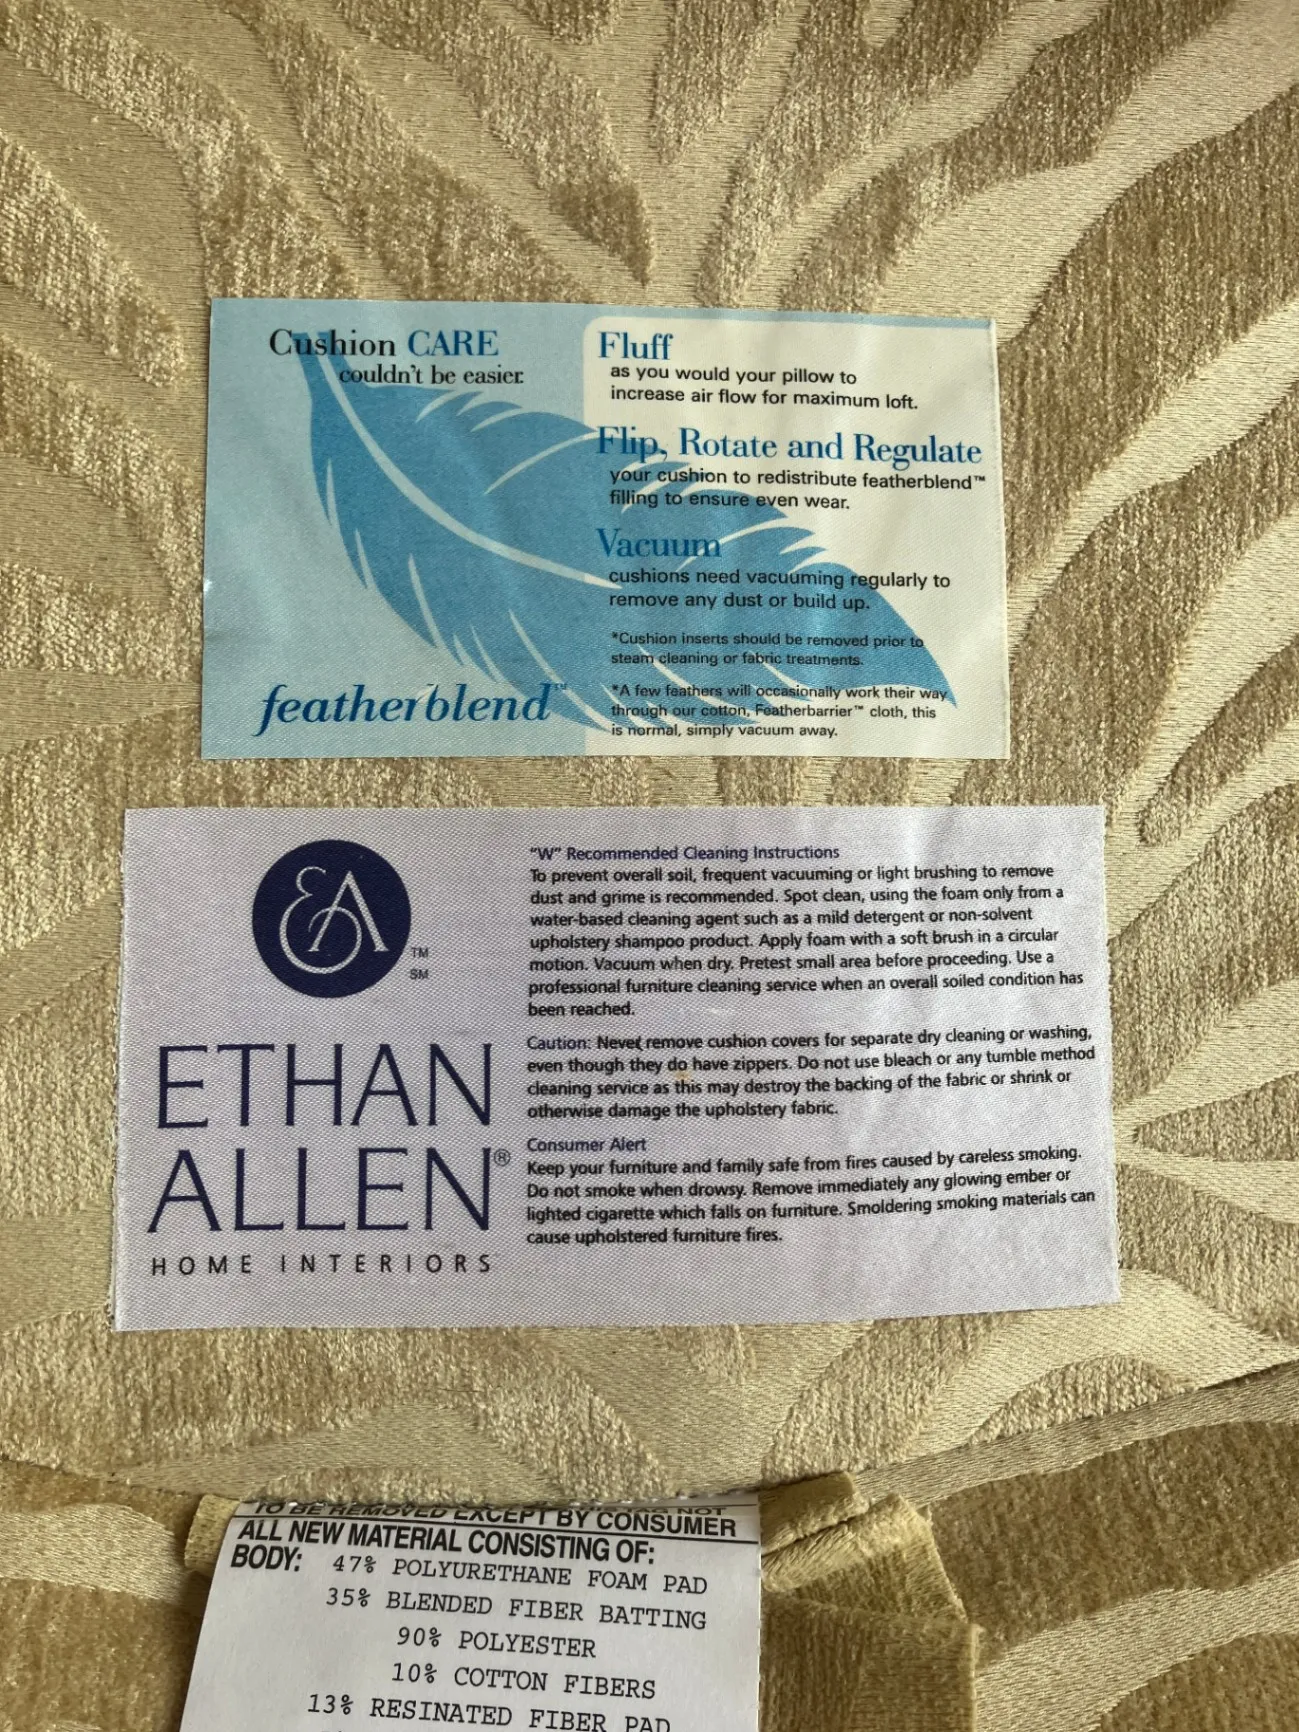 Cushion CARE
couldn't be easier.
featherblend™
Fluff
as you would your pillow to
increase air flow for maximum loft.
Flip, Rotate and Regulate
your cushion to redistribute featherblend™
filling to ensure even wear.
Vacuum
cushions need vacuuming regularly to
remove any dust or build up.
*Cushion inserts should be removed prior to
steam cleaning or fabric treatments.
*A few feathers will occasionally work their way
through our cotton, Featherbarrier™ cloth, this
is normal, simply vacuum away.
EA
TM
SM
ETHAN
ALLEN®
HOME INTERIORS
"W" Recommended Cleaning Instructions
To prevent overall soil, frequent vacuuming or light brushing to remove
dust and grime is recommended. Spot clean, using the foam only from a
water-based cleaning agent such as a mild detergent or non-solvent
upholstery shampoo product. Apply foam with a soft brush in a circular
motion. Vacuum when dry. Pretest small area before proceeding. Use a
professional furniture cleaning service when an overall soiled condition has
been reached.
Caution: Never remove cushion covers for separate dry cleaning or washing,
even though they do have zippers. Do not use bleach or any tumble method
cleaning service as this may destroy the backing of the fabric or shrink or
otherwise damage the upholstery fabric.
Consumer Alert
Keep your furniture and family safe from fires caused by careless smoking.
Do not smoke when drowsy. Remove immediately any glowing ember or
lighted cigarette which falls on furniture. Smoldering smoking materials can
cause upholstered furniture fires.
TAG NOT
TO BE REMOVED EXCEPT BY CONSUMER
ALL NEW MATERIAL CONSISTING OF:
BODY: 47% POLYURETHANE FOAM PAD
35% BLENDED FIBER BATTING
90% POLYESTER
10% COTTON FIBERS
13% RESINATED FIBER PAD